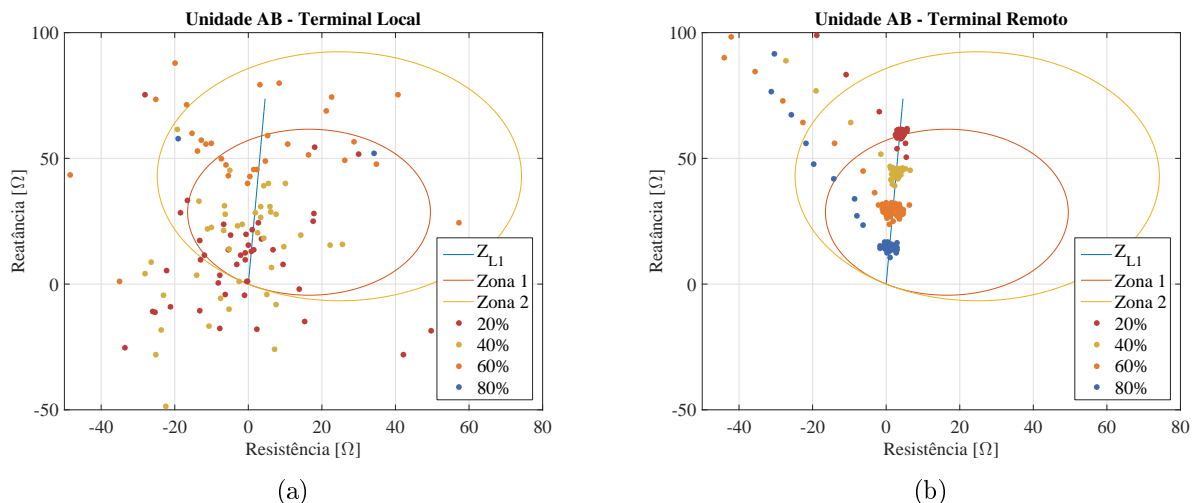 Unidade AB - Terminal Local
100
50
0
-50
Reatância [Ω]
-40
-20
0
20
40
60
80
Resistência [Ω]
Z_L1
Zona 1
Zona 2
20%
40%
60%
80%
(a)
Unidade AB - Terminal Remoto
100
50
0
-50
Reatância [Ω]
-40
-20
0
20
40
60
80
Resistência [Ω]
Z_L1
Zona 1
Zona 2
20%
40%
60%
80%
(b)